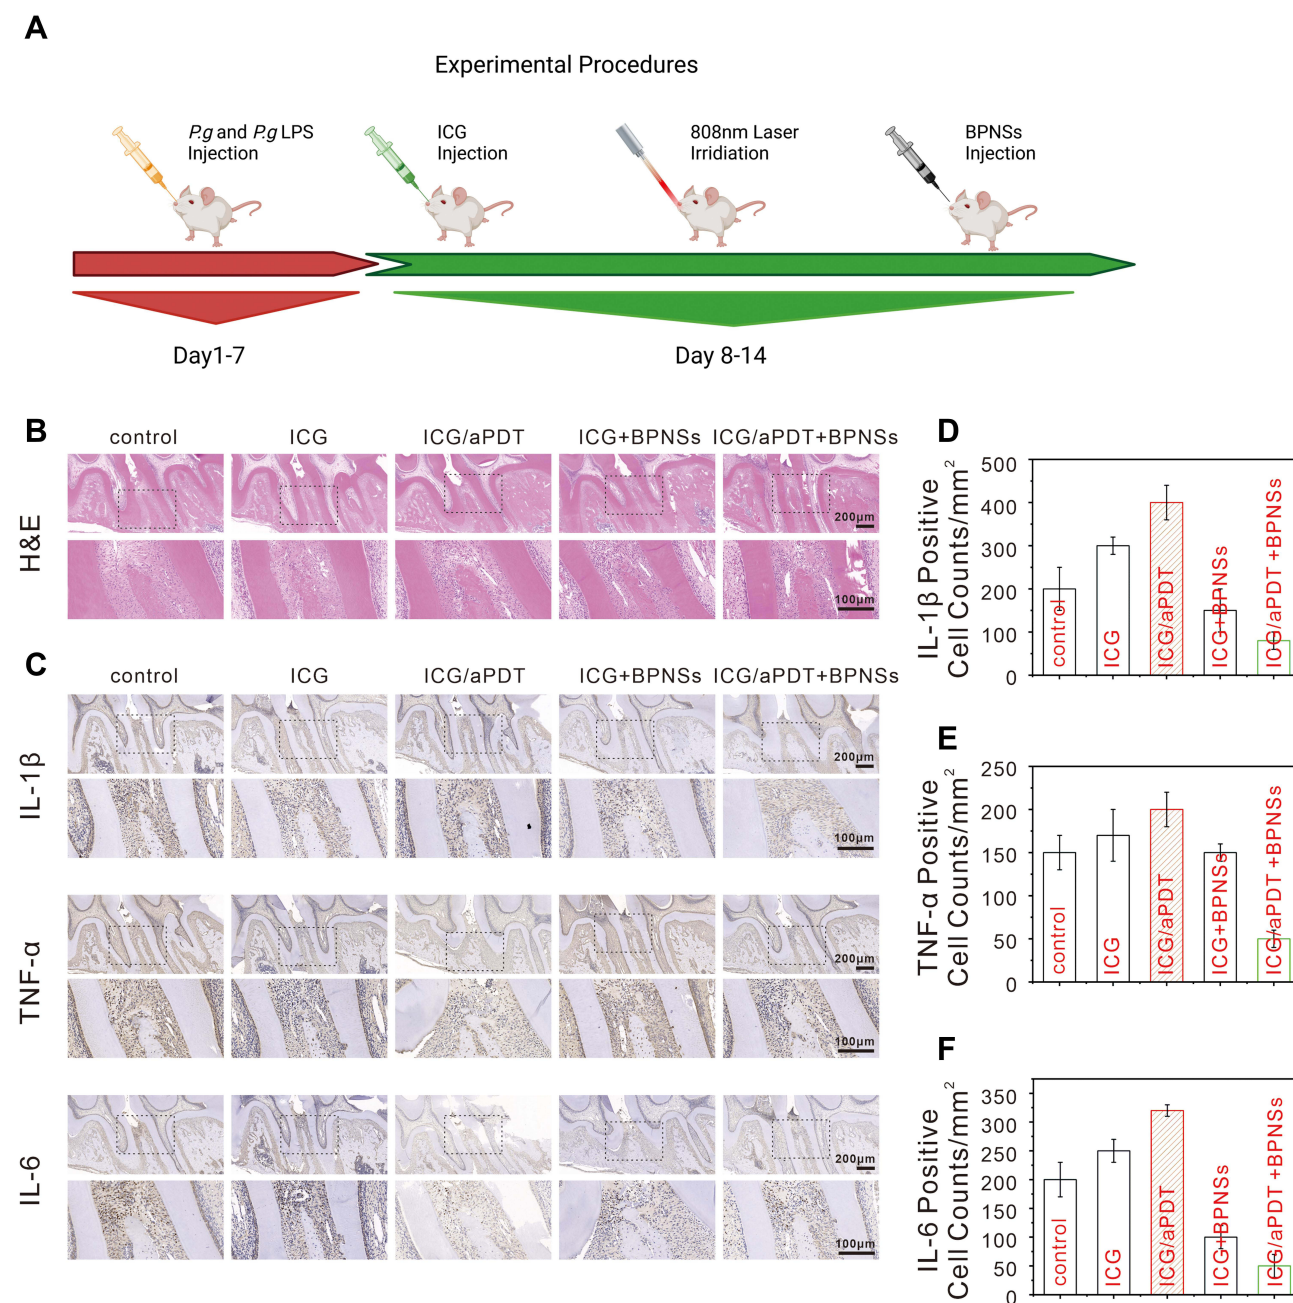 A
Experimental Procedures
P.g and P.g LPS
Injection
ICG
Injection
808nm Laser
Irridiation
BPNSs
Injection
Day1-7
Day 8-14
B
control
ICG
ICG/aPDT
ICG+BPNSs
ICG/aPDT+BPNSs
H&E
200μm
100μm
C
control
ICG
ICG/aPDT
ICG+BPNSs
ICG/aPDT+BPNSs
IL-1β
200μm
100μm
TNF-α
200μm
100μm
IL-6
200μm
100μm
D
IL-1β Positive
Cell Counts/mm²
500
400
300
200
100
0
control
ICG
ICG/aPDT
ICG+BPNSs
ICG/aPDT +BPNSs
E
TNF-α Positive
Cell Counts/mm²
250
200
150
100
50
0
control
ICG
ICG/aPDT
ICG+BPNSs
ICG/aPDT +BPNSs
F
IL-6 Positive
Cell Counts/mm²
350
300
250
200
150
100
50
0
control
ICG
ICG/aPDT
ICG+BPNSs
ICG/aPDT +BPNSs